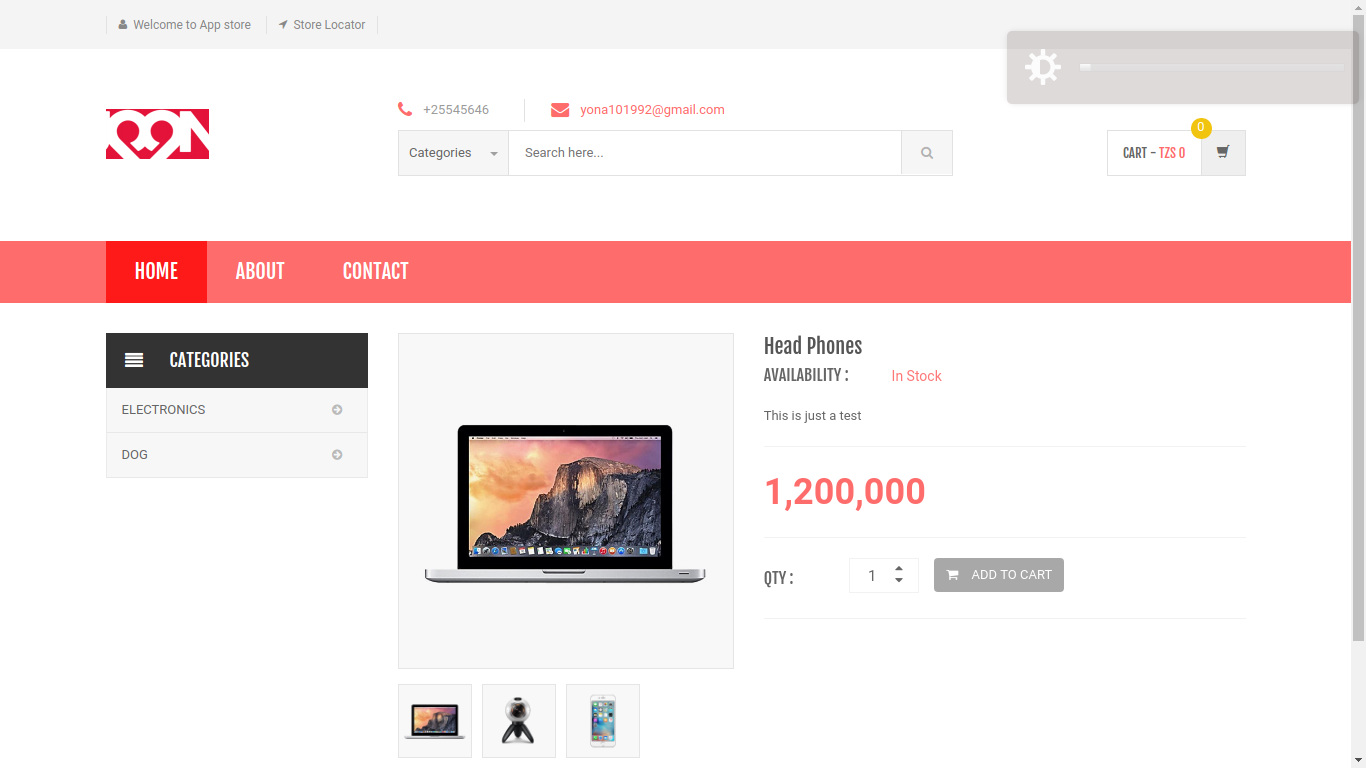 Welcome to App store
Store Locator
+25545646
yona101992@gmail.com
0
Categories
Search here...
CART - TZS 0
HOME
ABOUT
CONTACT
CATEGORIES
ELECTRONICS
DOG
Head Phones
AVAILABILITY :
In Stock
This is just a test
1,200,000
QTY :
1
ADD TO CART